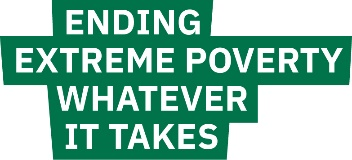 ENDING
EXTREME POVERTY
WHATEVER
IT TAKES